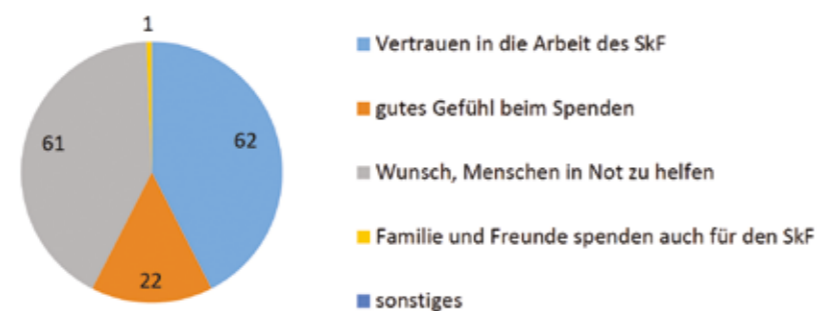 1
61
62
22
Vertrauen in die Arbeit des SkF
gutes Gefühl beim Spenden
Wunsch, Menschen in Not zu helfen
Familie und Freunde spenden auch für den SkF
sonstiges